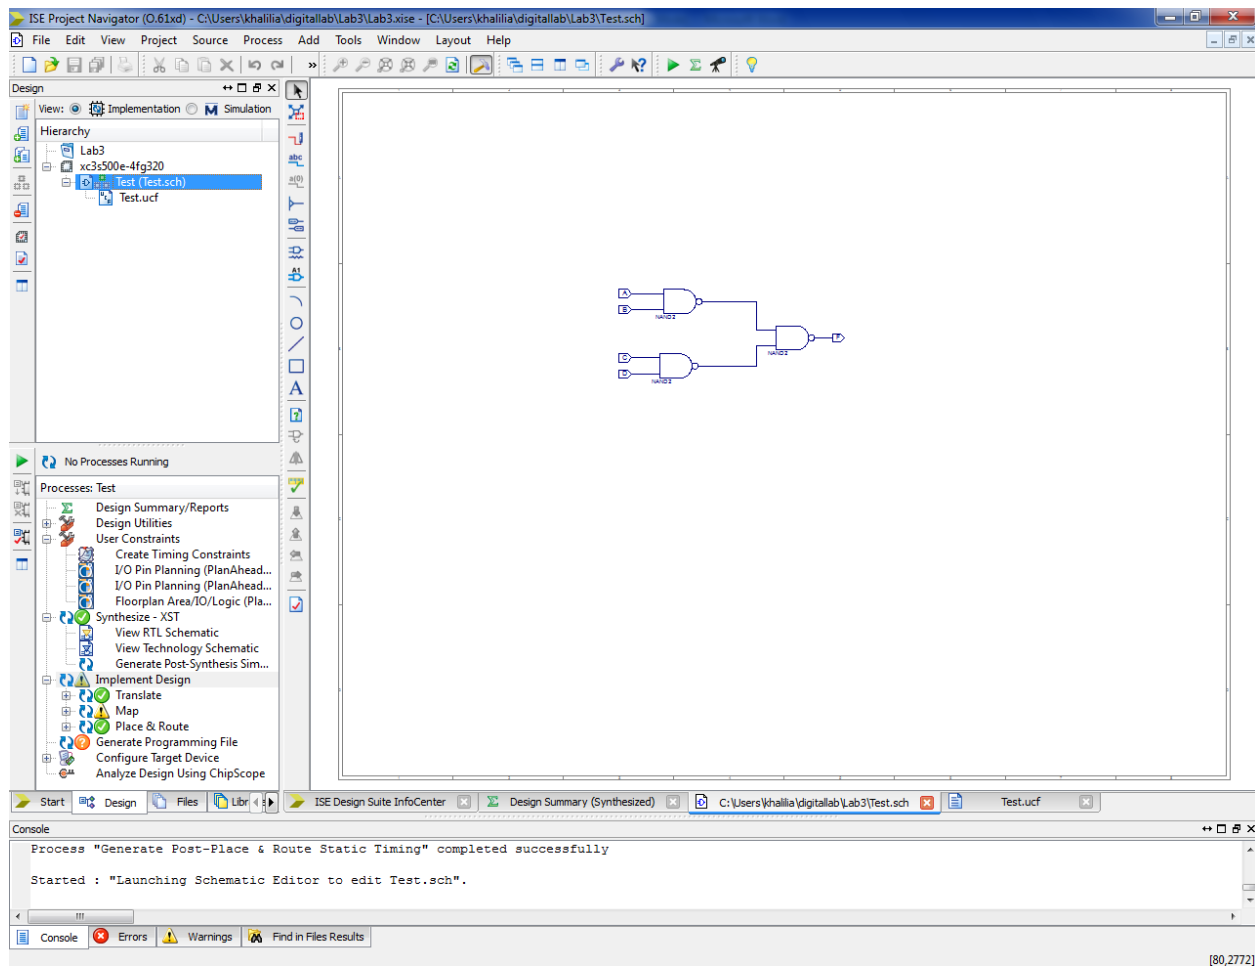 ISE Project Navigator (O.61xd) - C:\Users\khalilia\digitallab\Lab3\Lab3.xise - [C:\Users\khalilia\digitallab\Lab3\Test.sch]
File Edit View Project Source Process Add Tools Window Layout Help
»
Design
View: Implementation Simulation
Hierarchy
Lab3
xc3s500e-4fg320
Test (Test.sch)
Test.ucf
abc
a(0)
A1
A
A
B
NAND2
C
D
NAND2
NAND2
F
No Processes Running
Processes: Test
Design Summary/Reports
Design Utilities
User Constraints
Create Timing Constraints
I/O Pin Planning (PlanAhead...
I/O Pin Planning (PlanAhead...
Floorplan Area/IO/Logic (Pla...
Synthesize - XST
View RTL Schematic
View Technology Schematic
Generate Post-Synthesis Sim...
Implement Design
Translate
Map
Place & Route
Generate Programming File
Configure Target Device
Analyze Design Using ChipScope
Start Design Files Libr
ISE Design Suite InfoCenter
Design Summary (Synthesized)
C:\Users\khalilia\digitallab\Lab3\Test.sch
Test.ucf
Console
Process "Generate Post-Place & Route Static Timing" completed successfully
Started : "Launching Schematic Editor to edit Test.sch".
Console Errors Warnings Find in Files Results
[80,2772]